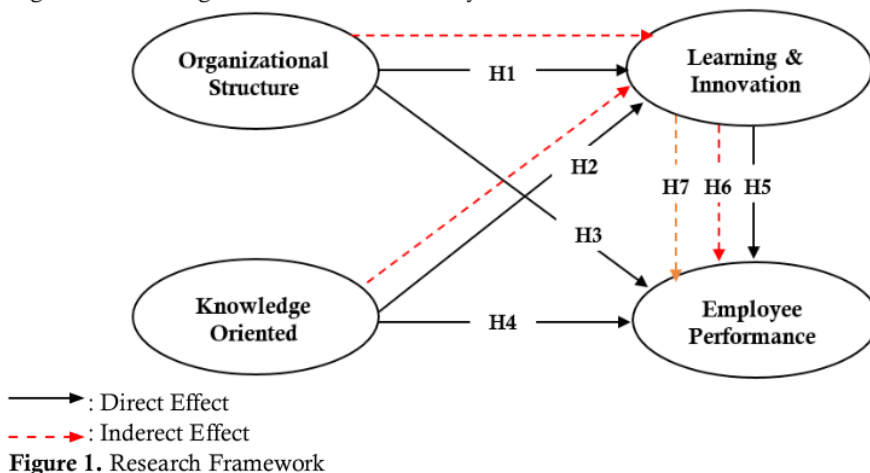 Organizational
Structure
Learning &
Innovation
H1
H2
H7 H6 H5
H3
Knowledge
Oriented
H4
Employee
Performance
: Direct Effect
: Inderect Effect
Figure 1. Research Framework